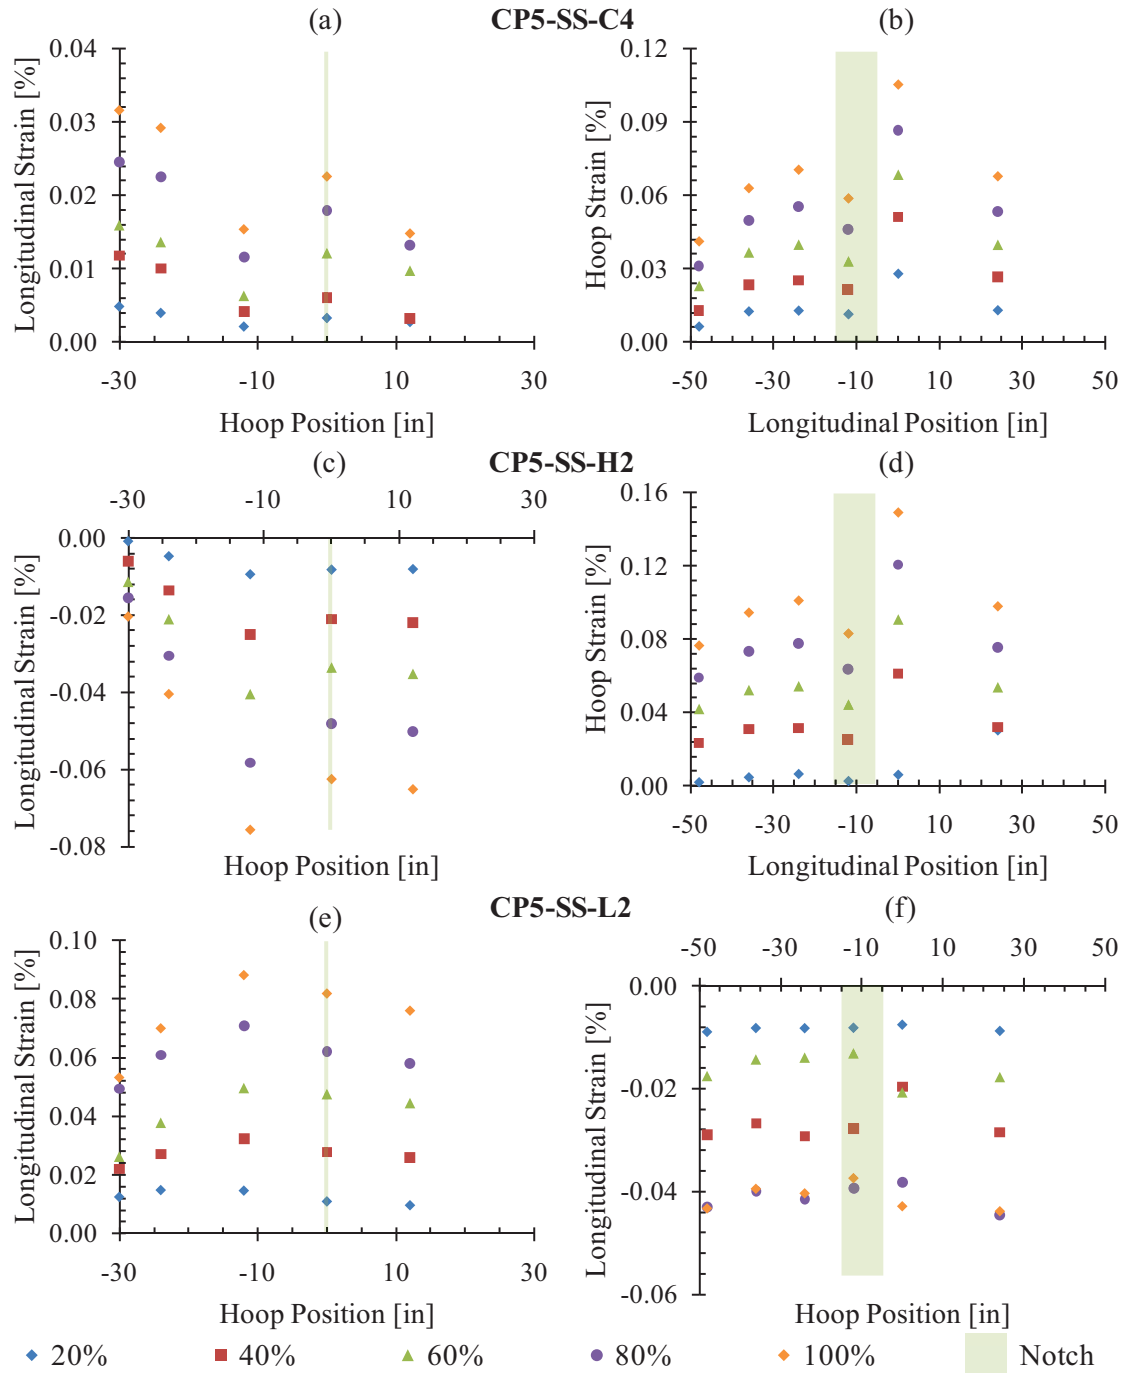 (a) CP5-SS-C4 (b)
Longitudinal Strain [%]
0.04
0.03
0.02
0.01
0.00
-30 -10 10 30
Hoop Position [in]
Hoop Strain [%]
0.12
0.09
0.06
0.03
0.00
-50 -30 -10 10 30 50
Longitudinal Position [in]
(c) CP5-SS-H2 (d)
-30 -10 10 30
Longitudinal Strain [%]
0.00
-0.02
-0.04
-0.06
-0.08
Hoop Position [in]
Hoop Strain [%]
0.16
0.12
0.08
0.04
0.00
-50 -30 -10 10 30 50
Longitudinal Position [in]
(e) CP5-SS-L2 (f)
Longitudinal Strain [%]
0.10
0.08
0.06
0.04
0.02
0.00
-30 -10 10 30
Hoop Position [in]
-50 -30 -10 10 30 50
Longitudinal Strain [%]
0.00
-0.02
-0.04
-0.06
Hoop Position [in]
20% 40% 60% 80% 100% Notch